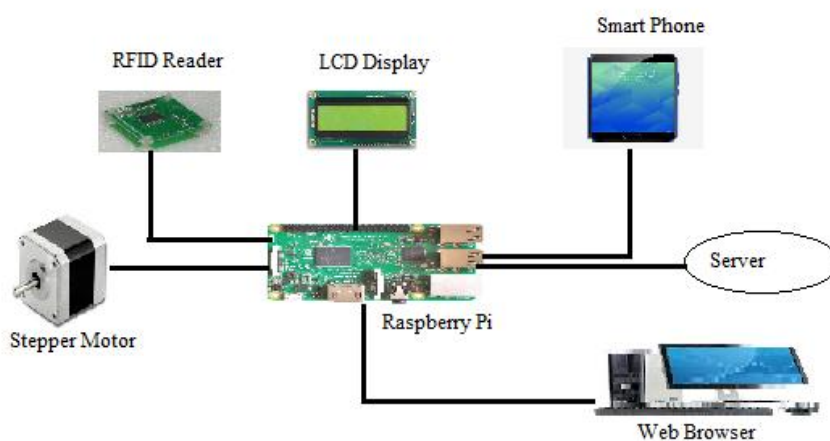 Smart Phone
RFID Reader
LCD Display
Server
Raspberry Pi
Stepper Motor
Web Browser